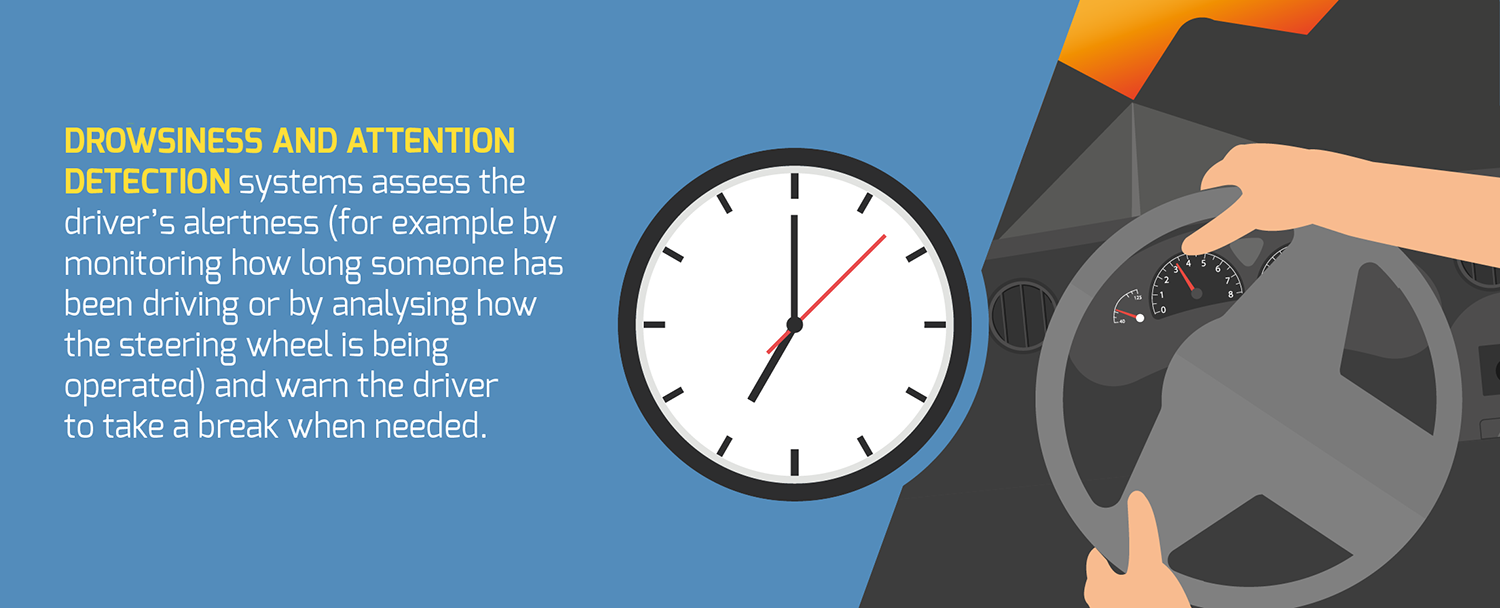 DROWSINESS AND ATTENTION
DETECTION systems assess the
driver's alertness (for example by
monitoring how long someone has
been driving or by analysing how
the steering wheel is being
operated) and warn the driver
to take a break when needed.
0 1 2 3 4 5 6 7 8
40 125